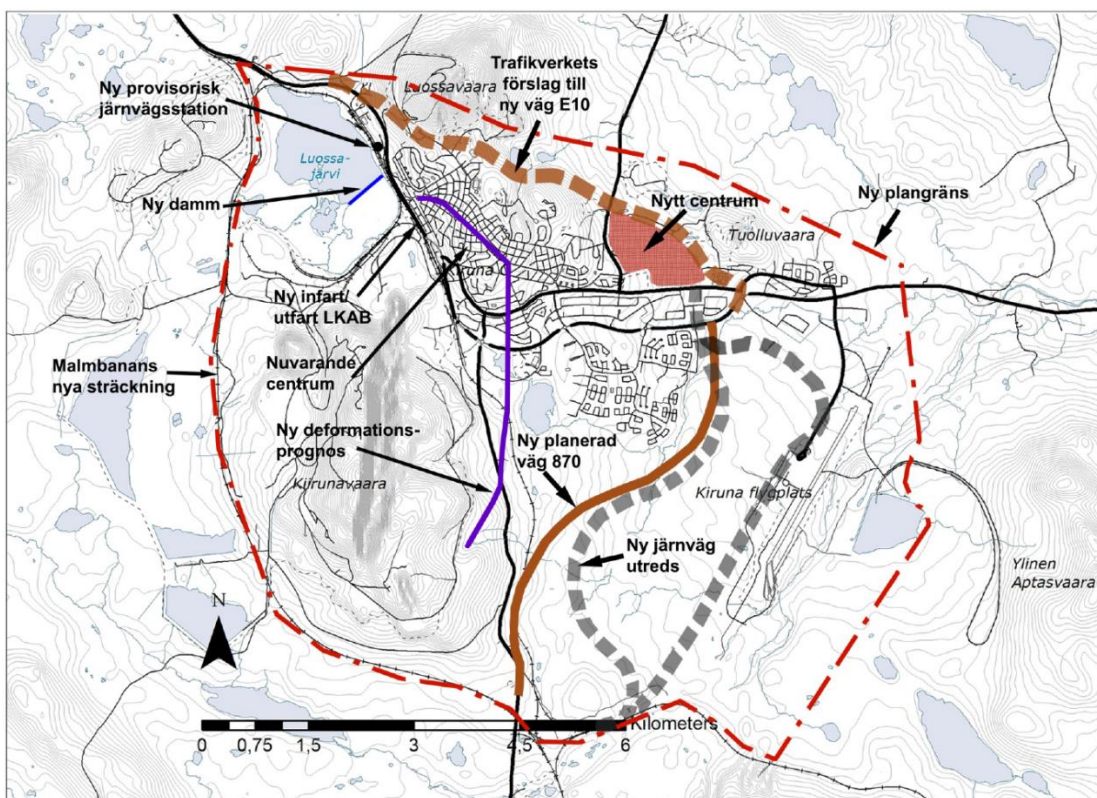 Ny provisorisk
järnvägsstation
Luossavaara
Trafikverkets
förslag till
ny väg E10
Luossa-
järvi
Ny damm
Nytt centrum
Ny plangräns
Tuolluvaara
Ny infart/
utfart LKAB
Malmbanans
nya sträckning
Nuvarande
centrum
Ny deformations-
prognos
Kiirunavaara
Ny planerad
väg 870
Kiruna flygplats
Ny järnväg
utreds
Ylinen
Aptasvaara
N
Kilometers
0 0,75 1,5 3 4,5 6